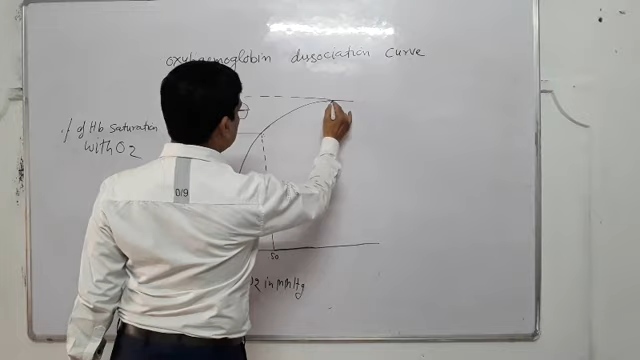 oxyhaemoglobin dissociation curve
% of Hb saturation
with O2
0/9
50
O2 in mmHg